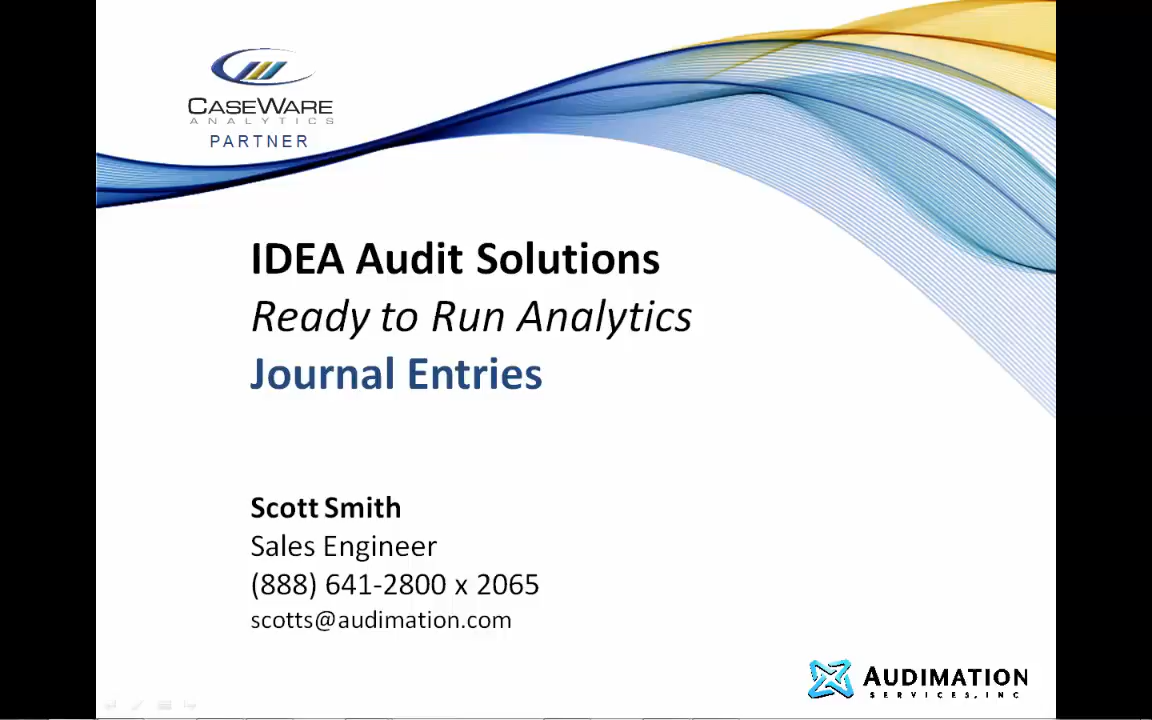 CASEWARE
ANALYTICS
PARTNER
IDEA Audit Solutions
Ready to Run Analytics
Journal Entries
Scott Smith
Sales Engineer
(888) 641-2800 x 2065
scotts@audimation.com
AUDIMATION
SERVICES, INC